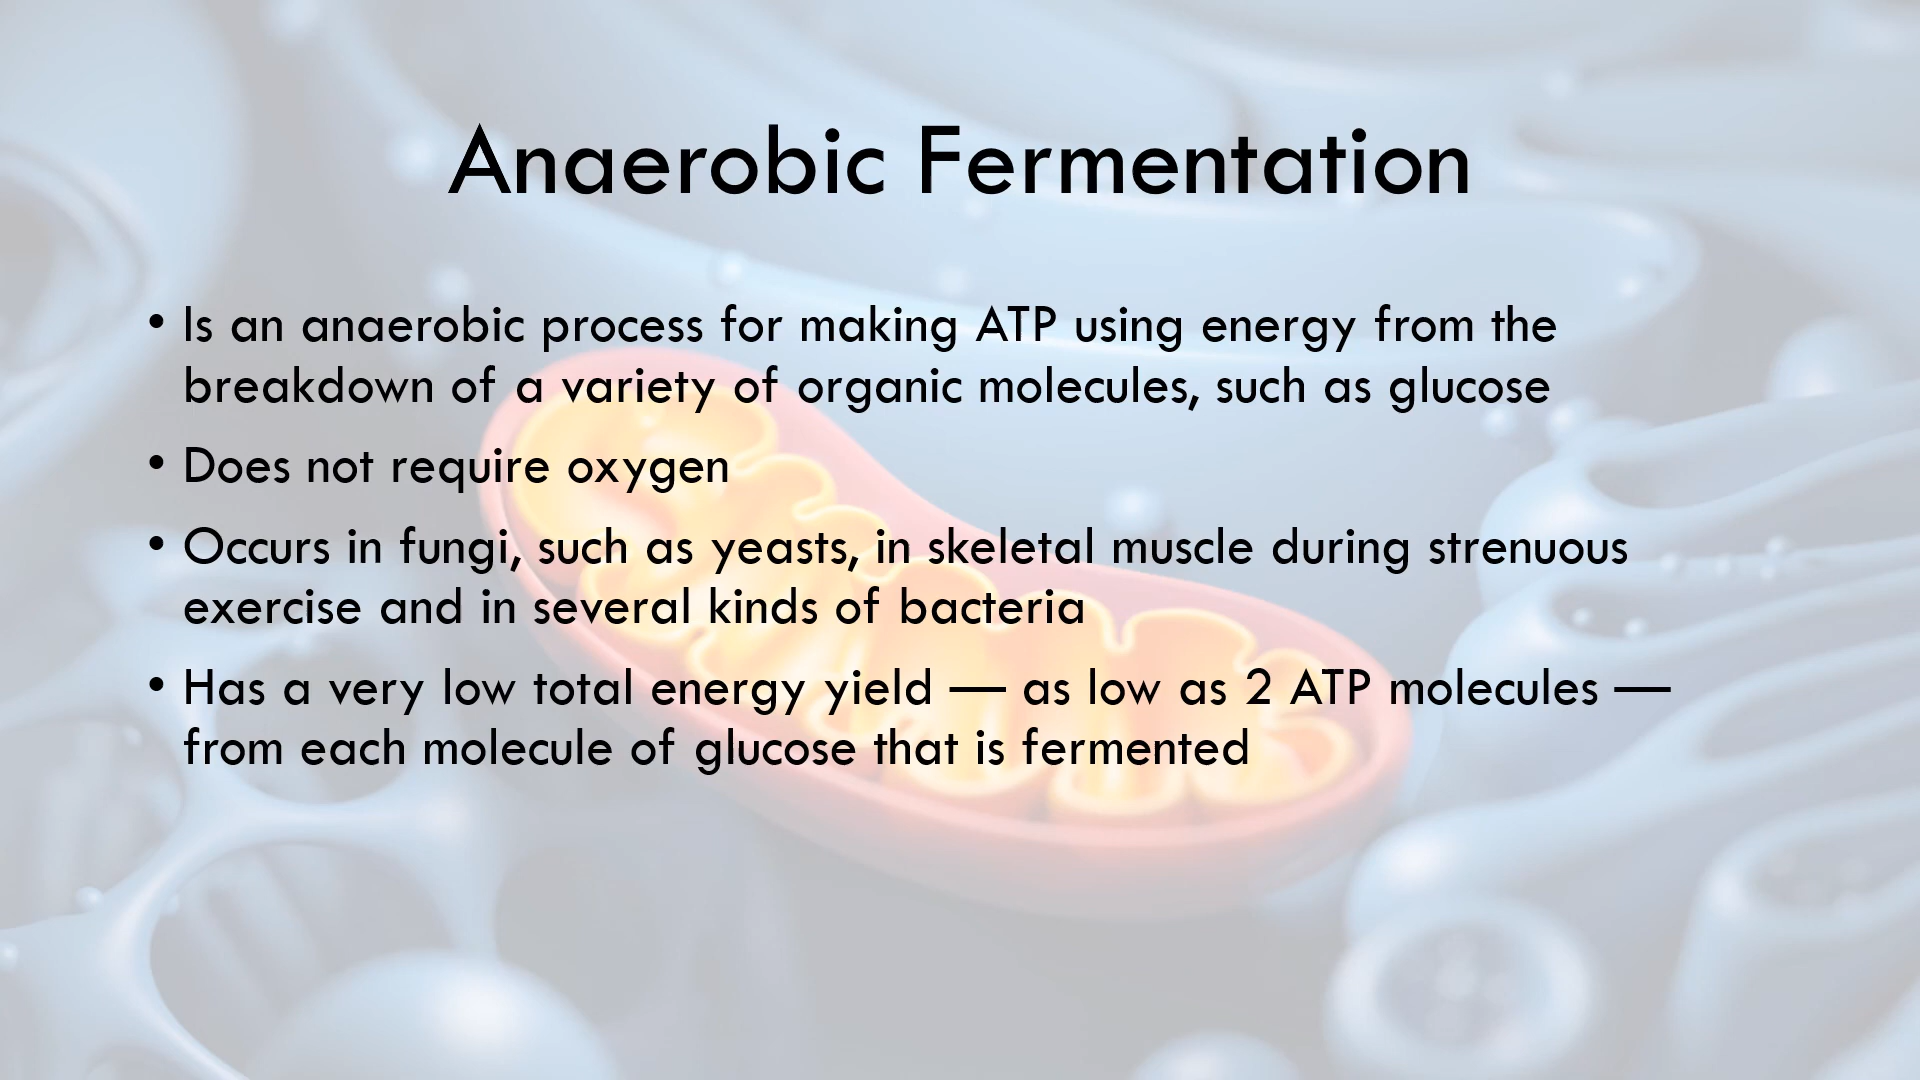 Anaerobic Fermentation
• Is an anaerobic process for making ATP using energy from the
breakdown of a variety of organic molecules, such as glucose
• Does not require oxygen
• Occurs in fungi, such as yeasts, in skeletal muscle during strenuous
exercise and in several kinds of bacteria
• Has a very low total energy yield — as low as 2 ATP molecules —
from each molecule of glucose that is fermented